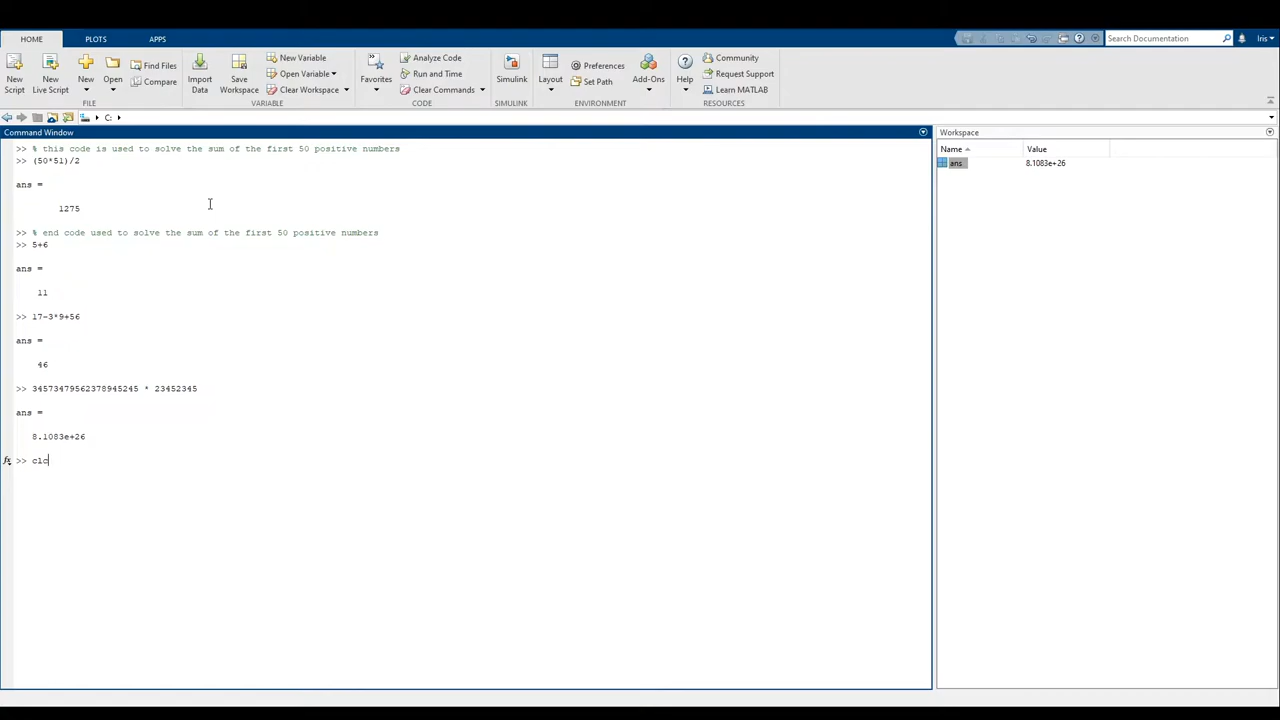 HOME PLOTS APPS
Search Documentation Iris
New Script
New Live Script
New
Open
Find Files
Compare
Import Data
Save Workspace
New Variable
Open Variable
Clear Workspace
Favorites
Analyze Code
Run and Time
Clear Commands
Simulink
Layout
Preferences
Set Path
Add-Ons
Help
Community
Request Support
Learn MATLAB
FILE VARIABLE CODE SIMULINK ENVIRONMENT RESOURCES
C:
Command Window
>> % this code is used to solve the sum of the first 50 positive numbers
>> (50*51)/2
ans =
1275
>> % end code used to solve the sum of the first 50 positive numbers
>> 5+6
ans =
11
>> 17-3*9+56
ans =
46
>> 34573479562378945245 * 23452345
ans =
8.1083e+26
fx >> clc
Workspace
Name Value
ans 8.1083e+26